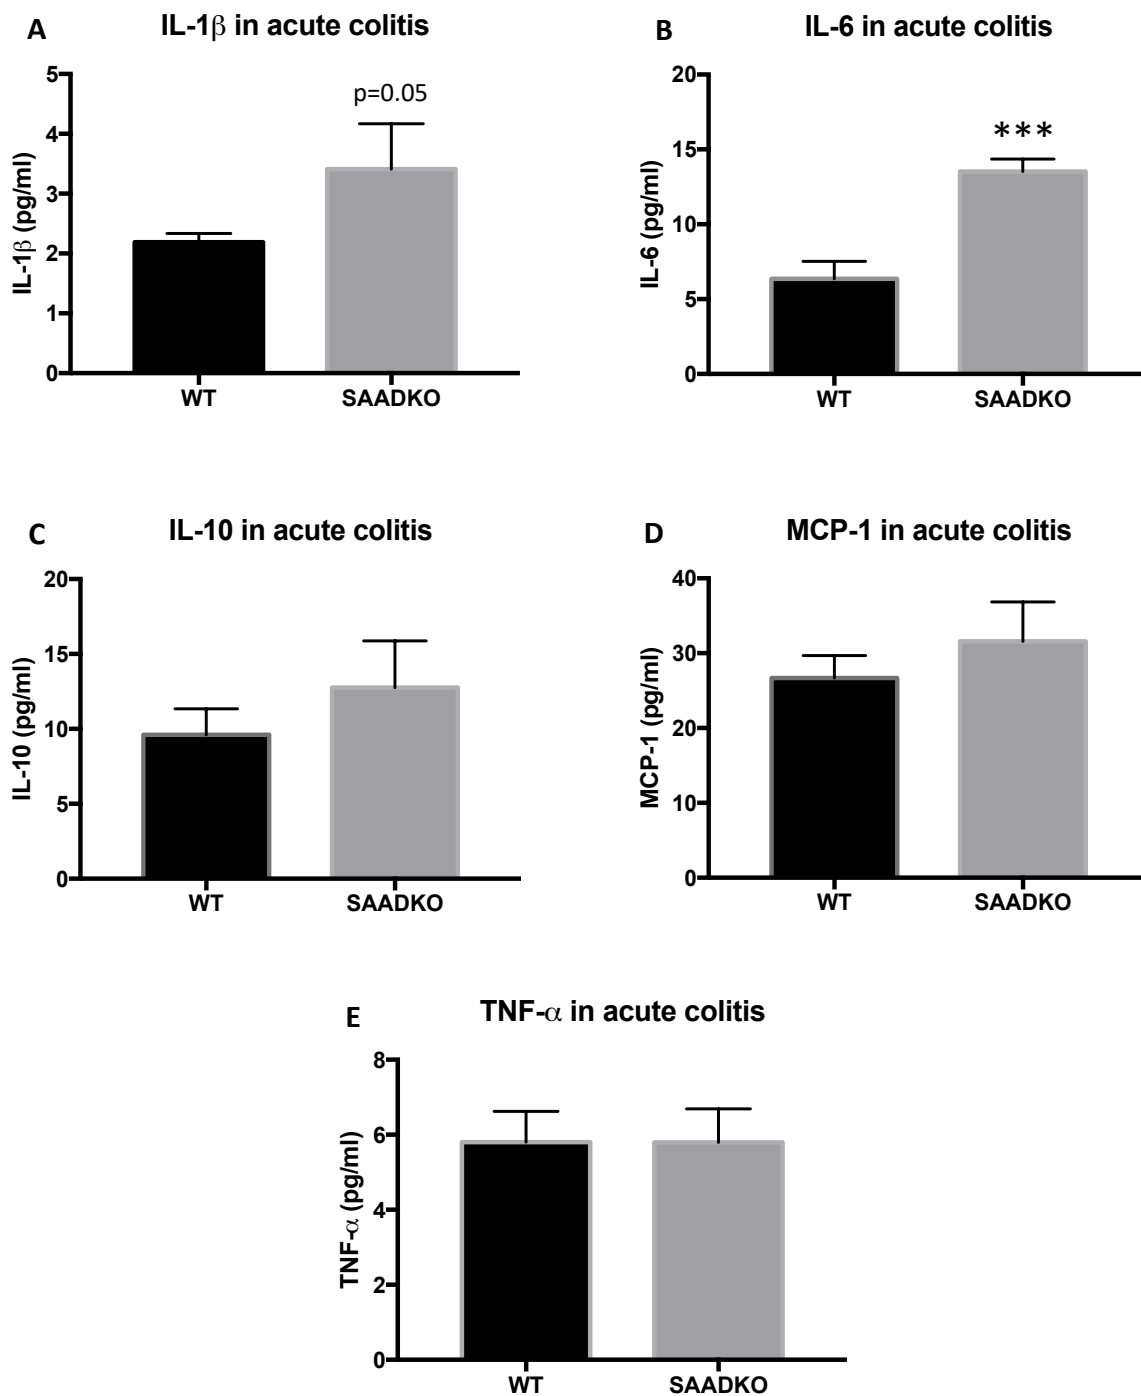 A
IL-1β in acute colitis
IL-1β (pg/ml)
5
4
3
2
1
0
p=0.05
WT
SAADKO
B
IL-6 in acute colitis
IL-6 (pg/ml)
20
15
10
5
0
***
WT
SAADKO
C
IL-10 in acute colitis
IL-10 (pg/ml)
20
15
10
5
0
WT
SAADKO
D
MCP-1 in acute colitis
MCP-1 (pg/ml)
40
30
20
10
0
WT
SAADKO
E
TNF-α in acute colitis
TNF-α (pg/ml)
8
6
4
2
0
WT
SAADKO